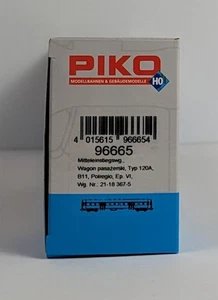 PIKO
MODELLBAHNEN & GEBÄUDEMODELLE
HO
4 015615 966654
96665
Mitteleinstiegswg.,
Wagon pasażerski, Typ 120A,
B11, Polregio, Ep. VI,
Wg. Nr.: 21-18 367-5